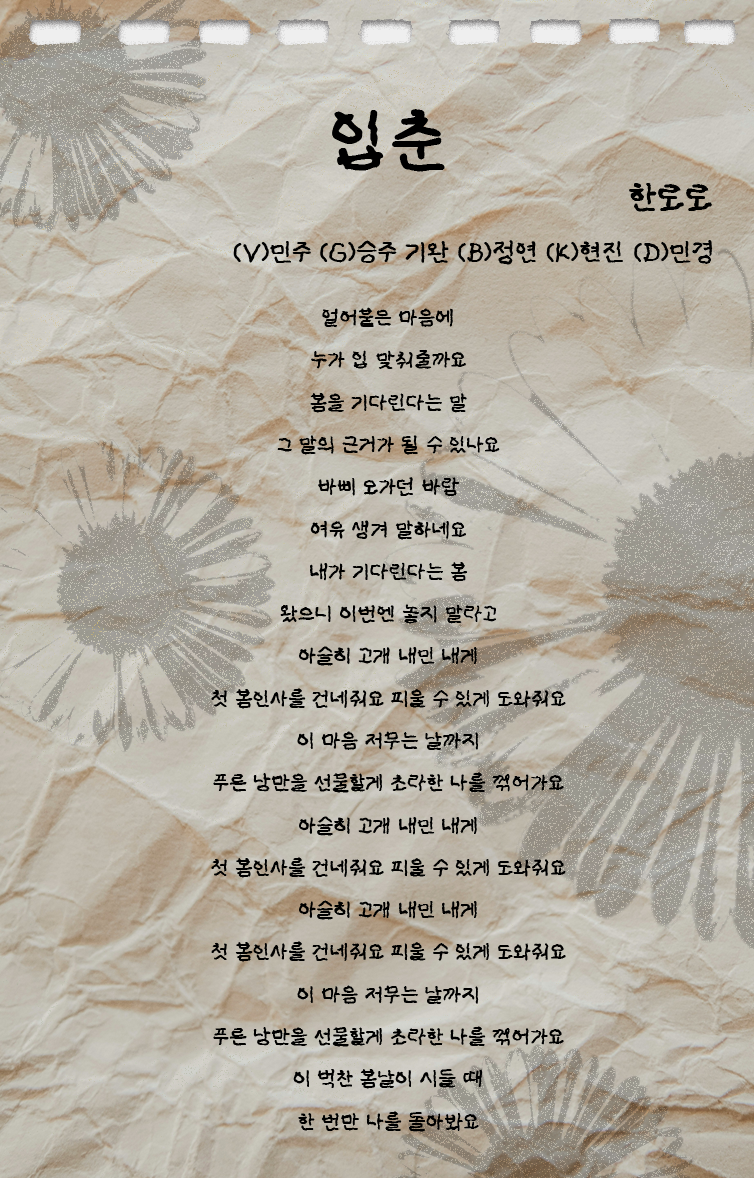 입춘
한로로
(V)민주 (G)승주 기완 (B)정연 (K)현진 (D)민경
얼어붙은 마음에
누가 입 맞춰줄까요
봄을 기다린다는 말
그 말의 근거가 될 수 있나요
바삐 오가던 바람
여유 생겨 말하네요
내가 기다린다는 봄
왔으니 이번엔 놓지 말라고
아슬히 고개 내민 내게
첫 봄인사를 건네줘요 피울 수 있게 도와줘요
이 마음 저무는 날까지
푸른 낭만을 선물할게 초라한 나를 꺾어가요
아슬히 고개 내민 내게
첫 봄인사를 건네줘요 피울 수 있게 도와줘요
아슬히 고개 내민 내게
첫 봄인사를 건네줘요 피울 수 있게 도와줘요
이 마음 저무는 날까지
푸른 낭만을 선물할게 초라한 나를 꺾어가요
이 벅찬 봄날이 시들 때
한 번만 나를 돌아봐요